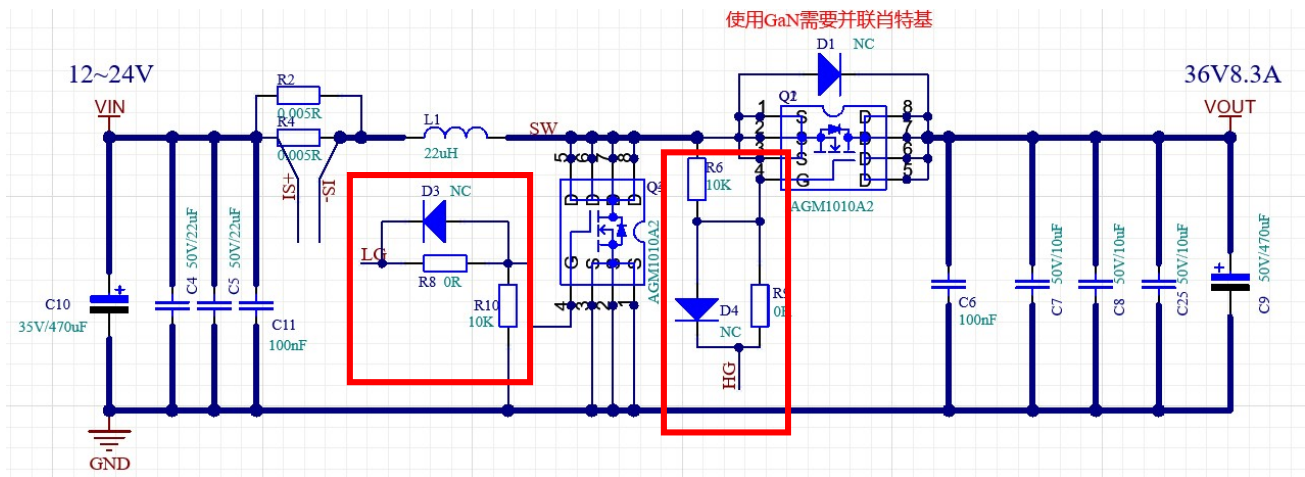 使用GaN需要并联肖特基
D1
NC
12~24V
36V8.3A
VIN
R2
0.005R
R4
0.005R
L1
22uH
SW
VOUT
1
2
3
4
S
S
S
G
D
D
D
D
8
7
6
5
AGM1010A2
5
6
7
8
D
D
D
D
G
S
S
S
4
3
2
1
AGM1010A2
IS+
IS-
D3
NC
LG
R8
0R
R10
10K
R6
10K
D4
NC
HG
C10
35V/470uF
C4
50V/22uF
C5
50V/22uF
C11
100nF
C6
100nF
C7
50V/10uF
C8
50V/10uF
C25
50V/10uF
C9
50V/470uF
GND